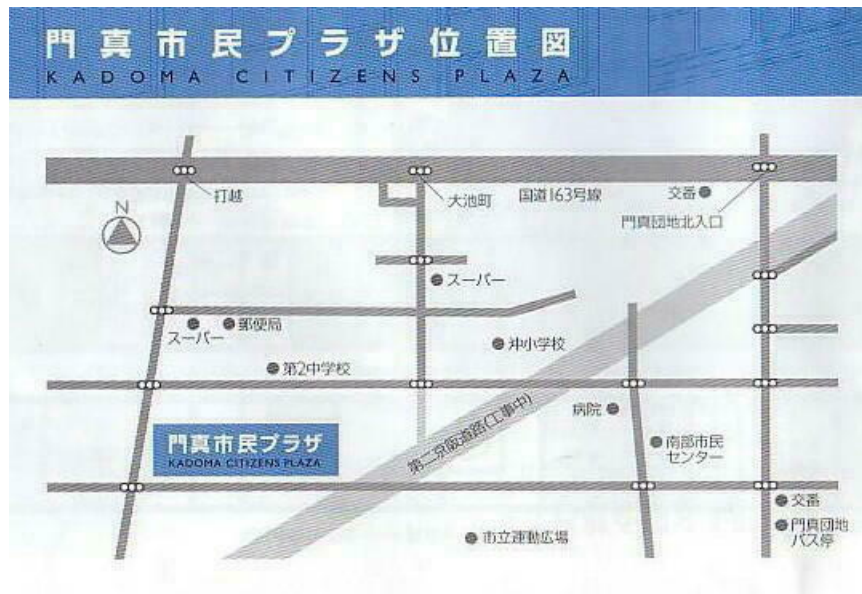 門真市民プラザ位置図
KADOMA CITIZENS PLAZA
打越
大池町
国道163号線
交番
門真団地北入口
N
スーパー
スーパー
郵便局
沖小学校
第2中学校
病院
第二京阪道路(工事中)
門真市民プラザ
KADOMA CITIZENS PLAZA
南部市民
センター
交番
門真団地
バス停
市立運動広場